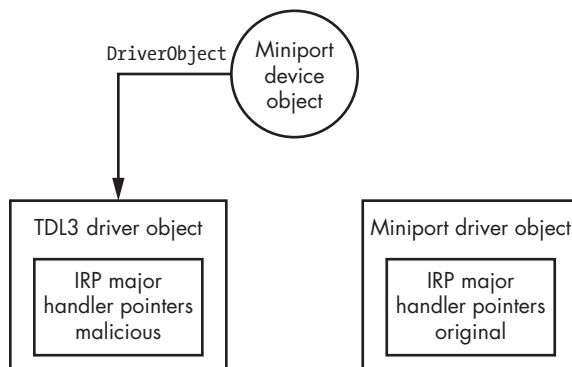 DriverObject
Miniport
device
object
TDL3 driver object
IRP major
handler pointers
malicious
Miniport driver object
IRP major
handler pointers
original